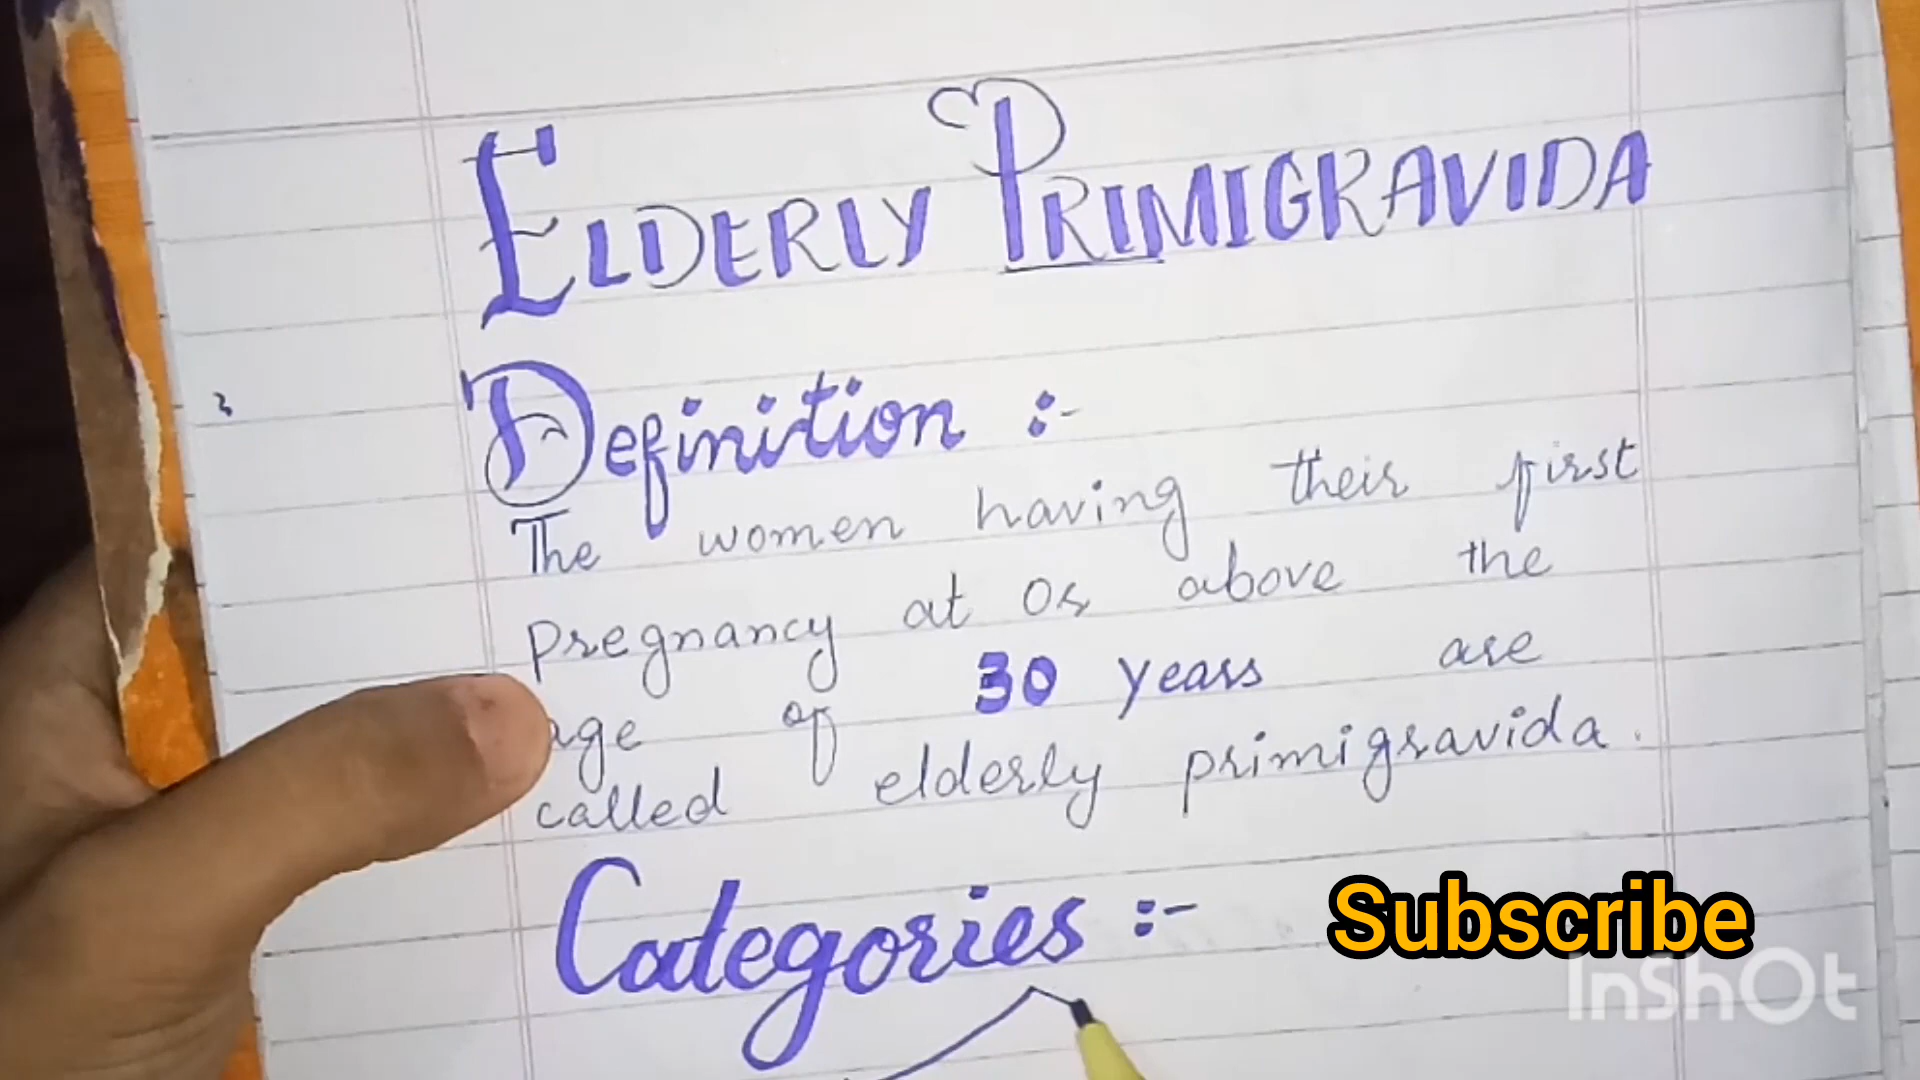 ELDERLY PRIMIGRAVIDA
Definition :-
The women having their first
pregnancy at or above the
age of 30 years are
called elderly primigravida.
Categories :-
Subscribe
InShOt